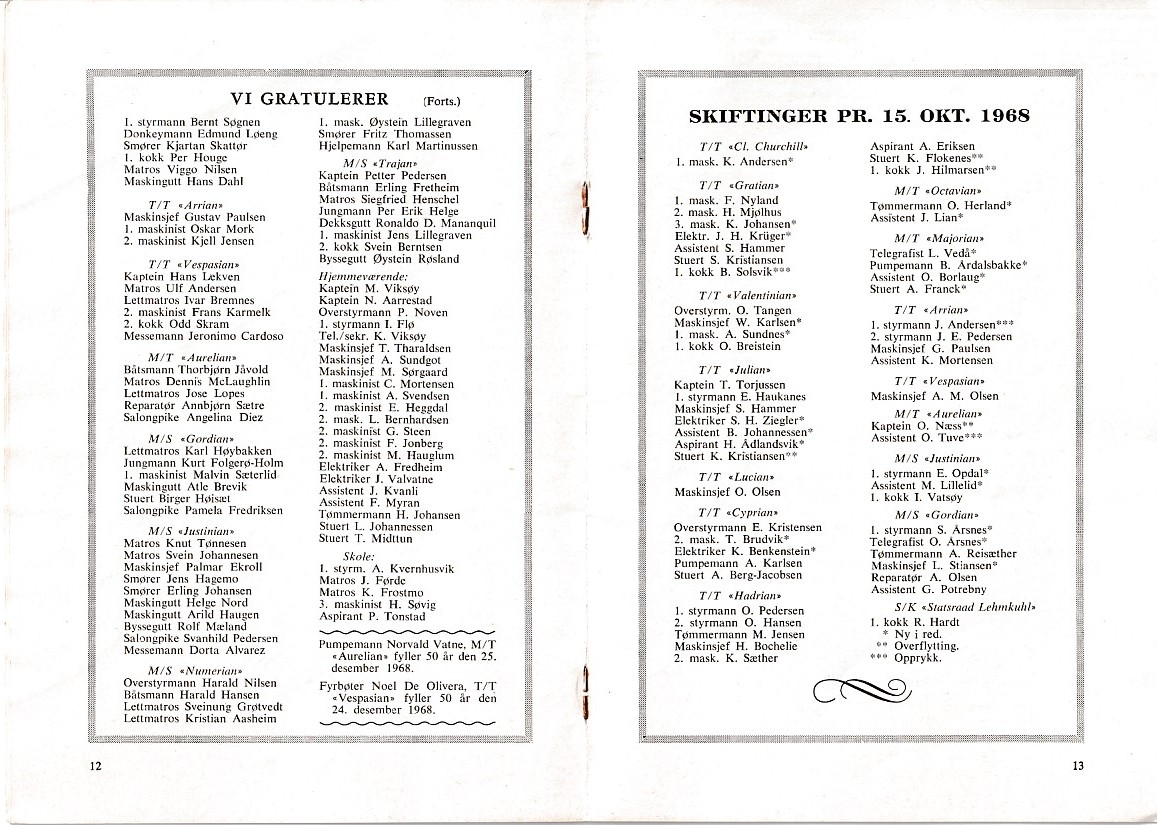 VI GRATULERER (Forts.)
1. styrmann Bernt Søgnen
Donkeymann Edmund Løeng
Smører Kjartan Skattør
1. kokk Per Houge
Matros Viggo Nilsen
Maskingutt Hans Dahl
T/T «Arrian»
Maskinsjef Gustav Paulsen
1. maskinist Oskar Mork
2. maskinist Kjell Jensen
T/T «Vespasian»
Kaptein Hans Lekven
Matros Ulf Andersen
Lettmatros Ivar Bremnes
2. maskinist Frans Karmelk
2. kokk Odd Skram
Messemann Jeronimo Cardoso
M/T «Aurelian»
Båtsmann Thorbjørn Jåvold
Matros Dennis McLaughlin
Lettmatros Jose Lopes
Reparatør Annbjørn Sætre
Salongpike Angelina Diez
M/S «Gordian»
Lettmatros Karl Høybakken
Jungmann Kurt Folgerø-Holm
1. maskinist Malvin Sæterlid
Maskingutt Atle Brevik
Stuert Birger Høisæt
Salongpike Pamela Fredriksen
M/S «Justinian»
Matros Knut Tønnesen
Matros Svein Johannesen
Maskinsjef Palmar Ekroll
Smører Jens Hagemo
Smører Erling Johansen
Maskingutt Helge Nord
Maskingutt Arild Haugen
Byssegutt Rolf Mæland
Salongpike Svanhild Pedersen
Messemann Dorta Alvarez
M/S «Numerian»
Overstyrmann Harald Nilsen
Båtsmann Harald Hansen
Lettmatros Sveinung Grøtvedt
Lettmatros Kristian Aasheim
1. mask. Øystein Lillegraven
Smører Fritz Thomassen
Hjelpemann Karl Martinussen
M/S «Trajan»
Kaptein Petter Pedersen
Båtsmann Erling Fretheim
Matros Siegfried Henschel
Jungmann Per Erik Helge
Dekksgutt Ronaldo D. Mananquil
1. maskinist Jens Lillegraven
2. kokk Svein Berntsen
Byssegutt Øystein Røsland
Hjemmeværende:
Kaptein M. Viksøy
Kaptein N. Aarrestad
Overstyrmann P. Noven
1. styrmann I. Flø
Tel./sekr. K. Viksøy
Maskinsjef T. Tharaldsen
Maskinsjef A. Sundgot
Maskinsjef M. Sørgaard
1. maskinist C. Mortensen
1. maskinist A. Svendsen
2. maskinist E. Heggdal
2. mask. L. Bernhardsen
2. maskinist G. Steen
2. maskinist F. Jonberg
2. maskinist M. Hauglum
Elektriker A. Fredheim
Elektriker J. Valvatne
Assistent J. Kvanli
Assistent F. Myran
Tømmermann H. Johansen
Stuert L. Johannessen
Stuert T. Midttun
Skole:
1. styrm. A. Kvernhusvik
Matros J. Førde
Matros K. Frostmo
3. maskinist H. Søvig
Aspirant P. Tonstad
Pumpemann Norvald Vatne, M/T
«Aurelian» fyller 50 år den 25.
desember 1968.
Fyrbøter Noel De Olivera, T/T
«Vespasian» fyller 50 år den
24. desember 1968.
12
SKIFTINGER PR. 15. OKT. 1968
T/T «Cl. Churchill»
1. mask. K. Andersen*
T/T «Gratian»
1. mask. F. Nyland
2. mask. H. Mjølhus
3. mask. K. Johansen*
Elektr. J. H. Krüger*
Assistent S. Hammer
Stuert S. Kristiansen
1. kokk B. Solsvik***
T/T «Valentinian»
Overstyrm. O. Tangen
Maskinsjef W. Karlsen*
1. mask. A. Sundnes*
1. kokk O. Breistein
T/T «Julian»
Kaptein T. Torjussen
1. styrmann E. Haukanes
Maskinsjef S. Hammer
Elektriker S. H. Ziegler*
Assistent B. Johannessen*
Aspirant H. Ådlandsvik*
Stuert K. Kristiansen**
T/T «Lucian»
Maskinsjef O. Olsen
T/T «Cyprian»
Overstyrmann E. Kristensen
2. mask. T. Brudvik*
Elektriker K. Benkenstein*
Pumpemann A. Karlsen
Stuert A. Berg-Jacobsen
T/T «Hadrian»
1. styrmann O. Pedersen
2. styrmann O. Hansen
Tømmermann M. Jensen
Maskinsjef H. Bochelie
2. mask. K. Sæther
Aspirant A. Eriksen
Stuert K. Flokenes**
1. kokk J. Hilmarsen**
M/T «Octavian»
Tømmermann O. Herland*
Assistent J. Lian*
M/T «Majorian»
Telegrafist L. Vedå*
Pumpemann B. Årdalsbakke*
Assistent O. Borlaug*
Stuert A. Franck*
T/T «Arrian»
1. styrmann J. Andersen***
2. styrmann J. E. Pedersen
Maskinsjef G. Paulsen
Assistent K. Mortensen
T/T «Vespasian»
Maskinsjef A. M. Olsen
M/T «Aurelian»
Kaptein O. Næss**
Assistent O. Tuve***
M/S «Justinian»
1. styrmann E. Opdal*
Assistent M. Lillelid*
1. kokk I. Vatsøy
M/S «Gordian»
1. styrmann S. Årsnes*
Telegrafist O. Årsnes*
Tømmermann A. Reisæther
Maskinsjef L. Stiansen*
Reparatør A. Olsen
Assistent G. Potrebny
S/K «Statsraad Lehmkuhl»
1. kokk R. Hardt
* Ny i red.
** Overflytting.
*** Opprykk.
13